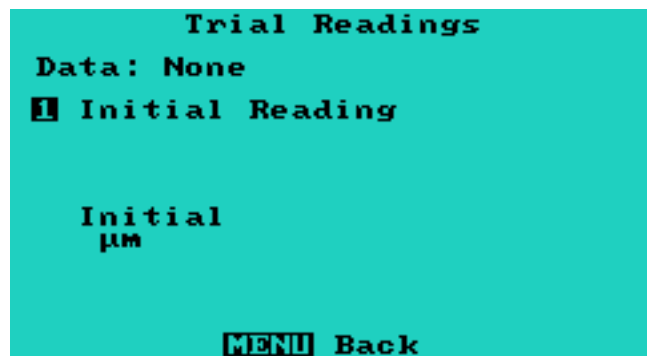 Trial Readings
Data: None
1 Initial Reading
Initial
µm
MENU Back